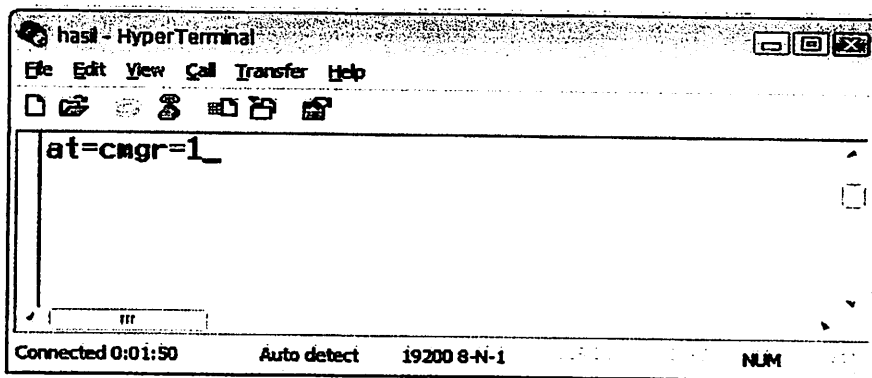 hasil - HyperTerminal
File Edit View Call Transfer Help
at=cmgr=1_
Connected 0:01:50 Auto detect 19200 8-N-1 NUM